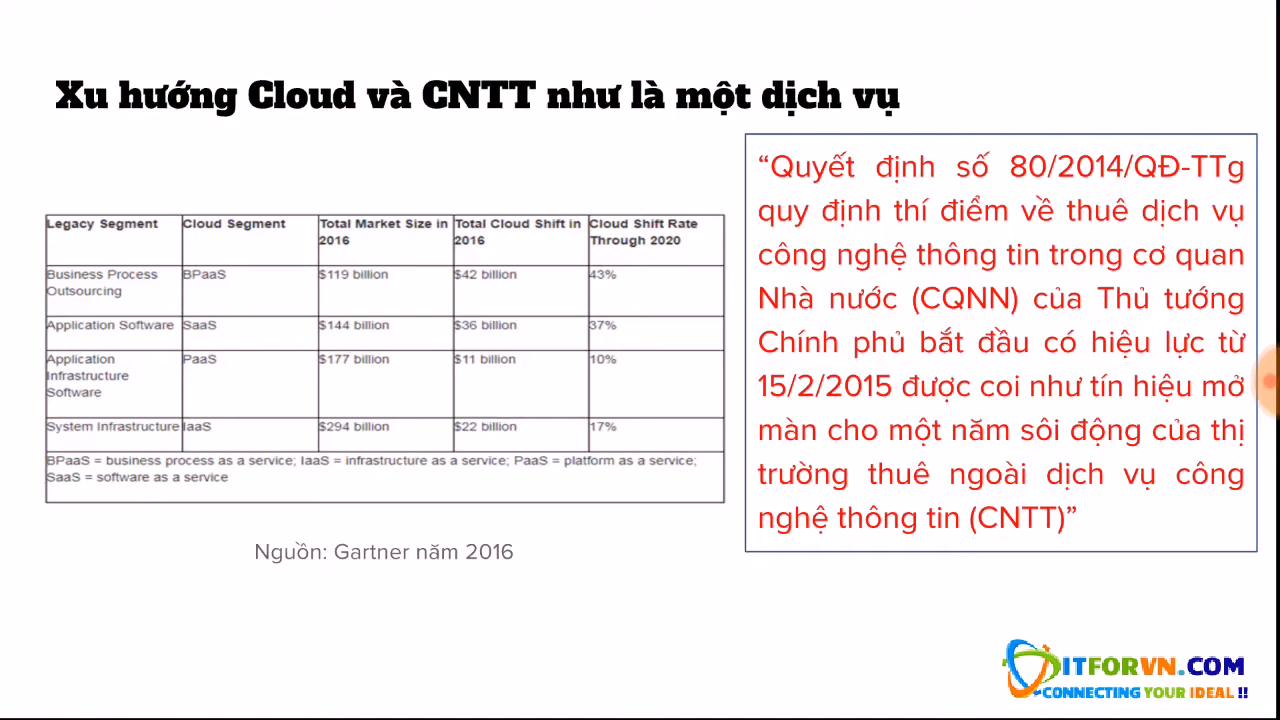 Xu hướng Cloud và CNTT như là một dịch vụ
Legacy Segment Cloud Segment Total Market Size in 2016 Total Cloud Shift in 2016 Cloud Shift Rate Through 2020
Business Process Outsourcing BPaaS $119 billion $42 billion 43%
Application Software SaaS $144 billion $36 billion 37%
Application Infrastructure Software PaaS $177 billion $11 billion 10%
System Infrastructure IaaS $294 billion $22 billion 17%
BPaaS = business process as a service; IaaS = infrastructure as a service; PaaS = platform as a service;
SaaS = software as a service
Nguồn: Gartner năm 2016
“Quyết định số 80/2014/QĐ-TTg
quy định thí điểm về thuê dịch vụ
công nghệ thông tin trong cơ quan
Nhà nước (CQNN) của Thủ tướng
Chính phủ bắt đầu có hiệu lực từ
15/2/2015 được coi như tín hiệu mở
màn cho một năm sôi động của thị
trường thuê ngoài dịch vụ công
nghệ thông tin (CNTT)”
ITFORVN.COM
CONNECTING YOUR IDEAL !!